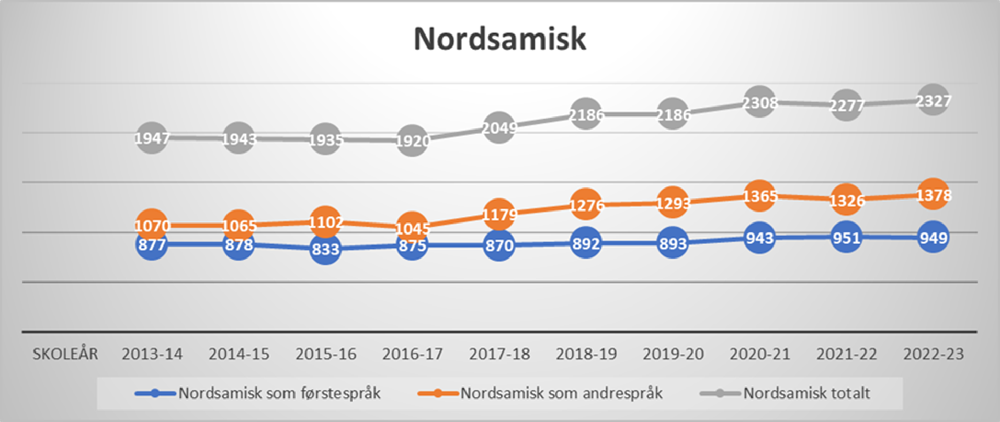 Nordsamisk
1947 1943 1935 1920 2049 2186 2186 2308 2277 2327
1070 1065 1102 1045 1179 1276 1293 1365 1326 1378
877 878 833 875 870 892 893 943 951 949
SKOLEÅR 2013-14 2014-15 2015-16 2016-17 2017-18 2018-19 2019-20 2020-21 2021-22 2022-23
Nordsamisk som førstespråk Nordsamisk som andrespråk Nordsamisk totalt